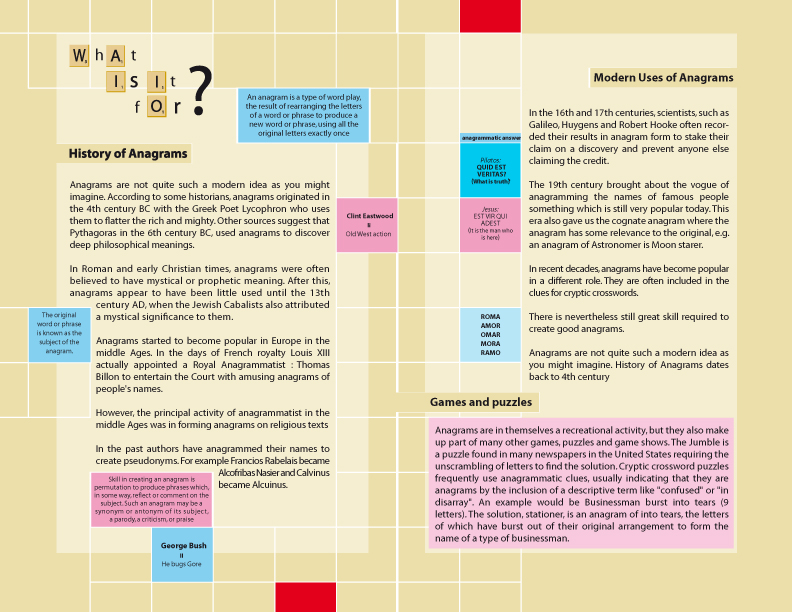 What
IsIt
for?
An anagram is a type of word play,
the result of rearranging the letters
of a word or phrase to produce a
new word or phrase, using all the
original letters exactly once
History of Anagrams
Anagrams are not quite such a modern idea as you might
imagine. According to some historians, anagrams originated in
the 4th century BC with the Greek Poet Lycophron who uses
them to flatter the rich and mighty. Other sources suggest that
Pythagoras in the 6th century BC, used anagrams to discover
deep philosophical meanings.
In Roman and early Christian times, anagrams were often
believed to have mystical or prophetic meaning. After this,
anagrams appear to have been little used until the 13th
century AD, when the Jewish Cabalists also attributed
a mystical significance to them.
The original
word or phrase
is known as the
subject of the
anagram.
Anagrams started to become popular in Europe in the
middle Ages. In the days of French royalty Louis XIII
actually appointed a Royal Anagrammatist : Thomas
Billon to entertain the Court with amusing anagrams of
people's names.
However, the principal activity of anagrammatist in the
middle Ages was in forming anagrams on religious texts
In the past authors have anagrammed their names to
create pseudonyms. For example Francios Rabelais became
Alcofribas Nasier and Calvinus
became Alcuinus.
Skill in creating an anagram is
permutation to produce phrases which,
in some way, reflect or comment on the
subject. Such an anagram may be a
synonym or antonym of its subject,
a parody, a criticism, or praise
George Bush
=
He bugs Gore
Clint Eastwood
=
Old West action
anagrammatic answer
Pilatos:
QUID EST
VERITAS?
(What is truth?
Jesus:
EST VIR QUI
ADEST
(It is the man who
is here)
ROMA
AMOR
OMAR
MORA
RAMO
Modern Uses of Anagrams
In the 16th and 17th centuries, scientists, such as
Galileo, Huygens and Robert Hooke often recor-
ded their results in anagram form to stake their
claim on a discovery and prevent anyone else
claiming the credit.
The 19th century brought about the vogue of
anagramming the names of famous people
something which is still very popular today. This
era also gave us the cognate anagram where the
anagram has some relevance to the original, e.g.
an anagram of Astronomer is Moon starer.
In recent decades, anagrams have become popular
in a different role. They are often included in the
clues for cryptic crosswords.
There is nevertheless still great skill required to
create good anagrams.
Anagrams are not quite such a modern idea as
you might imagine. History of Anagrams dates
back to 4th century
Games and puzzles
Anagrams are in themselves a recreational activity, but they also make
up part of many other games, puzzles and game shows. The Jumble is
a puzzle found in many newspapers in the United States requiring the
unscrambling of letters to find the solution. Cryptic crossword puzzles
frequently use anagrammatic clues, usually indicating that they are
anagrams by the inclusion of a descriptive term like "confused" or "in
disarray". An example would be Businessman burst into tears (9
letters). The solution, stationer, is an anagram of into tears, the letters
of which have burst out of their original arrangement to form the
name of a type of businessman.